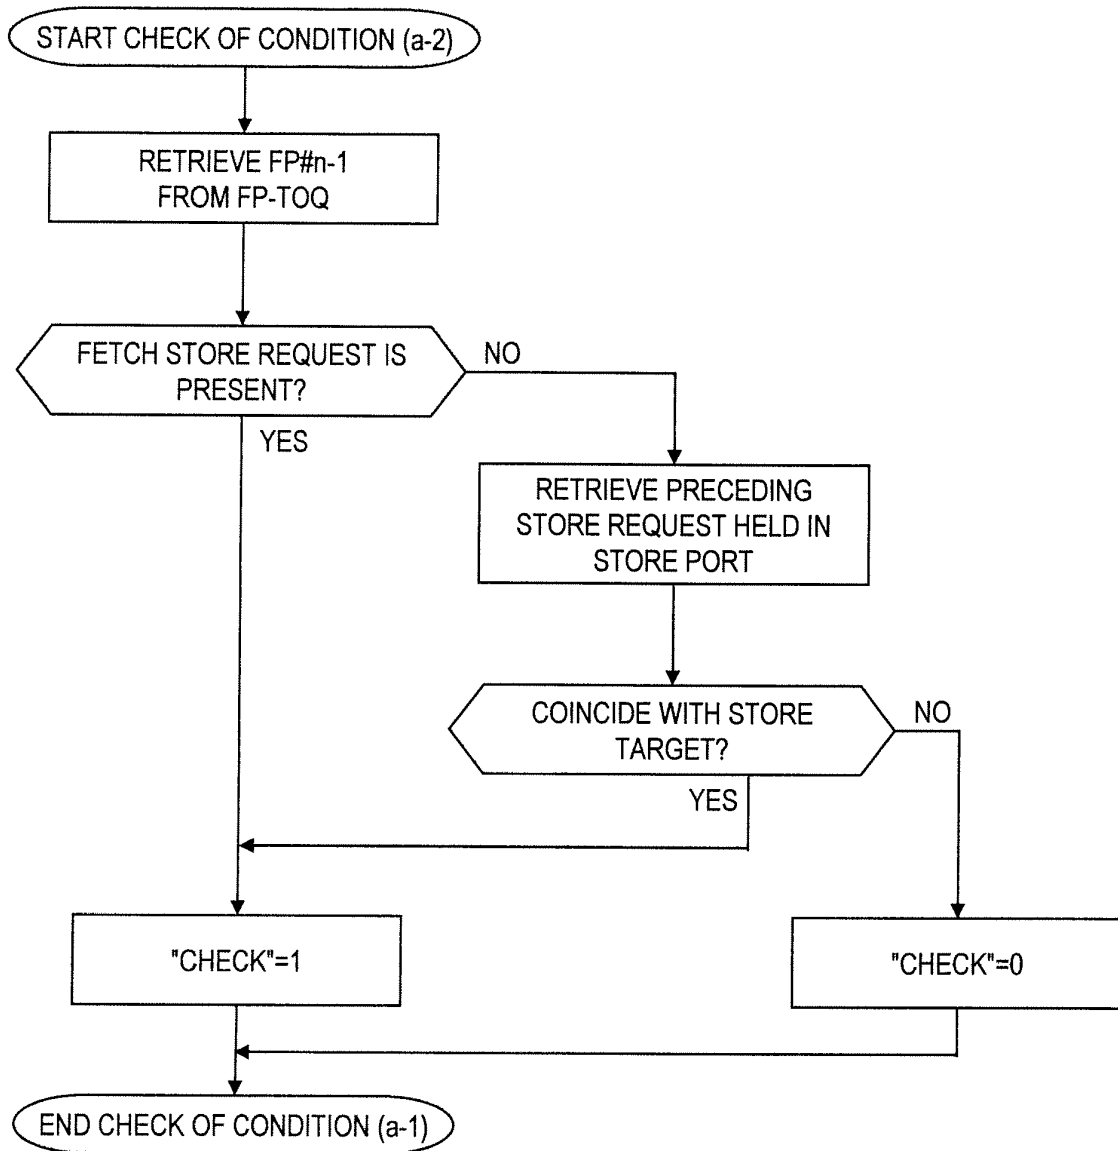 START CHECK OF CONDITION (a-2)
RETRIEVE FP#n-1
FROM FP-TOQ
FETCH STORE REQUEST IS
PRESENT?
NO
YES
RETRIEVE PRECEDING
STORE REQUEST HELD IN
STORE PORT
COINCIDE WITH STORE
TARGET?
NO
YES
"CHECK"=1
"CHECK"=0
END CHECK OF CONDITION (a-1)